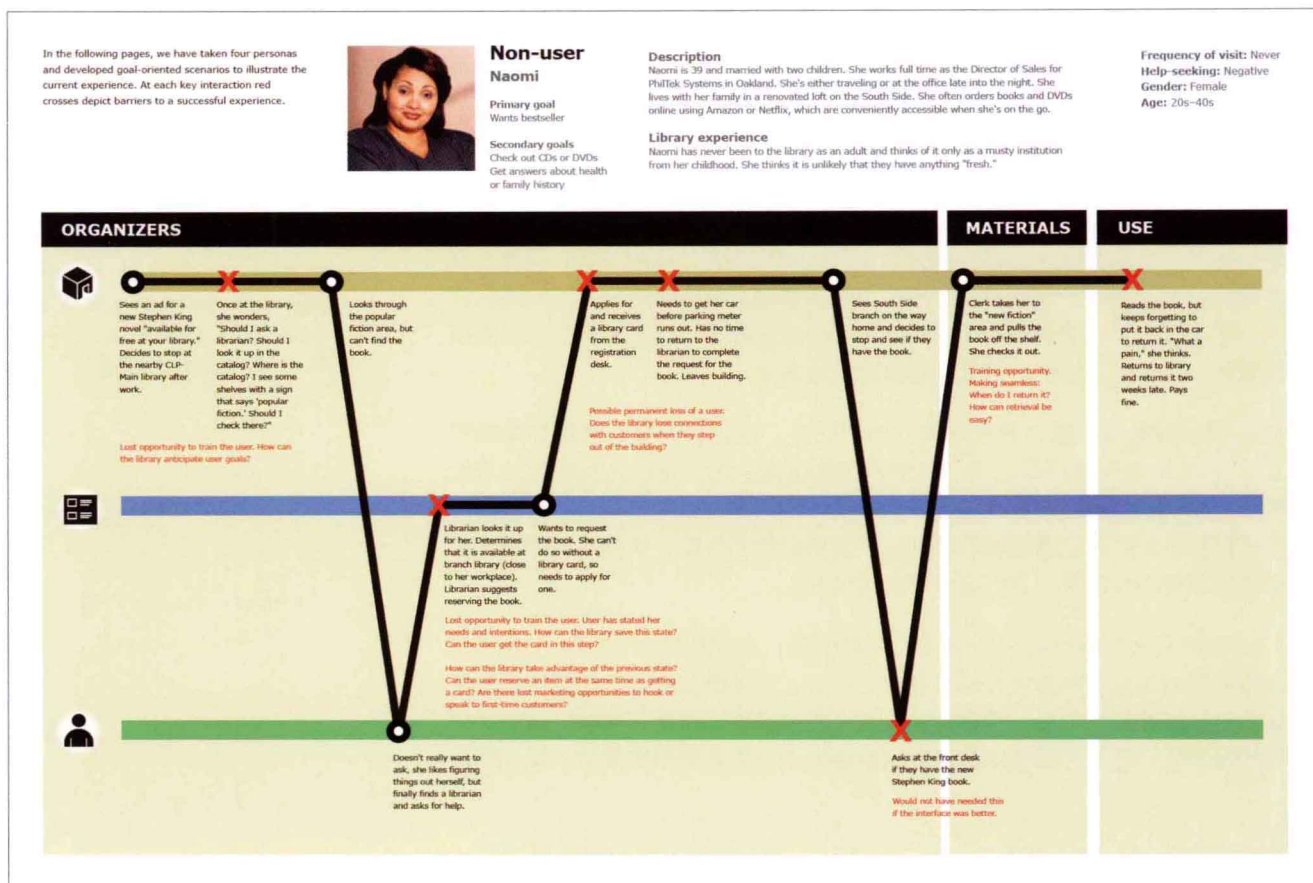 In the following pages, we have taken four personas
and developed goal-oriented scenarios to illustrate the
current experience. At each key interaction red
crosses depict barriers to a successful experience.
Non-user
Naomi
Primary goal
Wants bestseller
Secondary goals
Check out CDs or DVDs
Get answers about health
or family history
Description
Naomi is 39 and married with two children. She works full time as the Director of Sales for
PhilTek Systems in Oakland. She's either traveling or at the office late into the night. She
lives with her family in a renovated loft on the South Side. She often orders books and DVDs
online using Amazon or Netflix, which are conveniently accessible when she's on the go.
Library experience
Naomi has never been to the library as an adult and thinks of it only as a musty institution
from her childhood. She thinks it is unlikely that they have anything "fresh."
Frequency of visit: Never
Help-seeking: Negative
Gender: Female
Age: 20s–40s
ORGANIZERS
MATERIALS
USE
Sees an ad for a
new Stephen King
novel "available for
free at your library."
Decides to stop at
the nearby CLP-
Main library after
work.
Once at the library,
she wonders,
"Should I ask a
librarian? Should I
look it up in the
catalog? Where is the
catalog? I see some
shelves with a sign
that says 'popular
fiction.' Should I
check there?"
Lost opportunity to train the user. How can
the library anticipate user goals?
Looks through
the popular
fiction area, but
can't find the
book.
Applies for
and receives
a library card
from the
registration
desk.
Needs to get her car
before parking meter
runs out. Has no time
to return to the
librarian to complete
the request for the
book. Leaves building.
Possible permanent loss of a user.
Does the library lose connections
with customers when they step
out of the building?
Sees South Side
branch on the way
home and decides to
stop and see if they
have the book.
Clerk takes her to
the "new fiction"
area and pulls the
book off the shelf.
She checks it out.
Training opportunity.
Making seamless:
When do I return it?
How can retrieval be
easy?
Reads the book, but
keeps forgetting to
put it back in the car
to return it. "What a
pain," she thinks.
Returns to library
and returns it two
weeks late. Pays
fine.
Librarian looks it up
for her. Determines
that it is available at
branch library (close
to her workplace).
Librarian suggests
reserving the book.
Wants to request
the book. She can't
do so without a
library card, so
needs to apply for
one.
Lost opportunity to train the user. User has stated her
needs and intentions. How can the library save this state?
Can the user get the card in this step?
How can the library take advantage of the previous state?
Can the user reserve an item at the same time as getting
a card? Are there lost marketing opportunities to hook or
speak to first-time customers?
Doesn't really want to
ask, she likes figuring
things out herself, but
finally finds a librarian
and asks for help.
Asks at the front desk
if they have the new
Stephen King book.
Would not have needed this
if the interface was better.